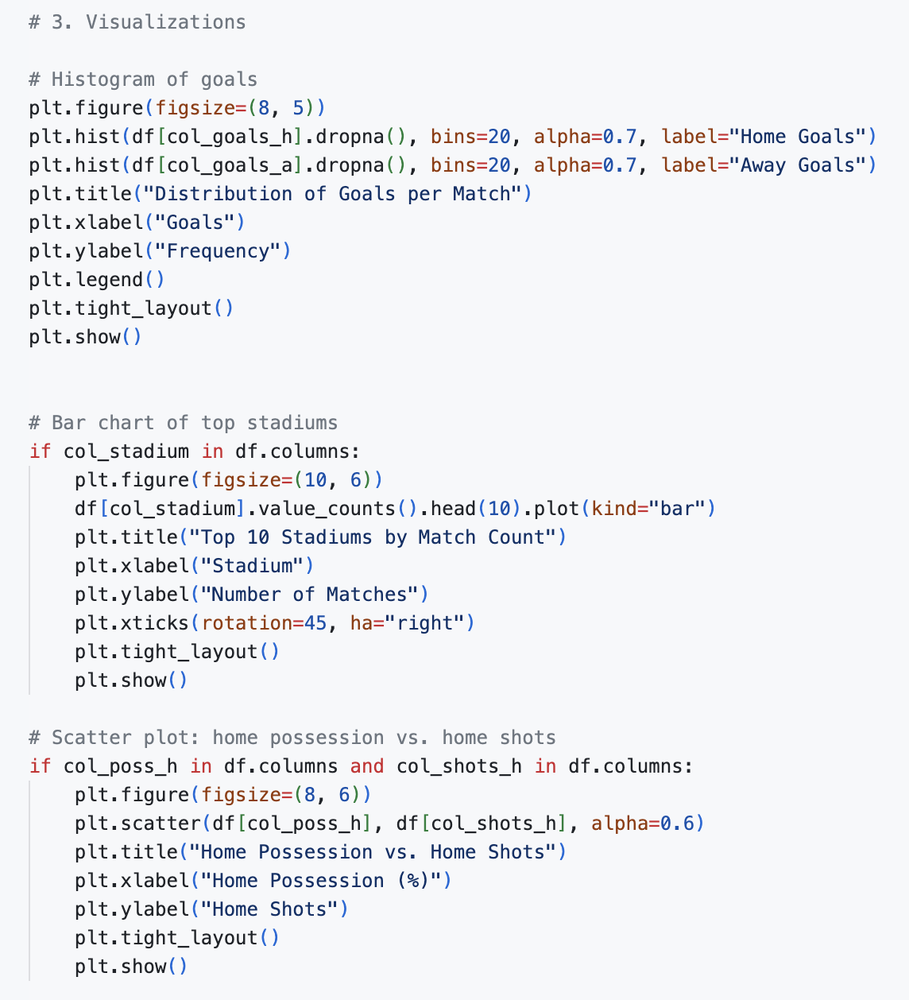 # 3. Visualizations
# Histogram of goals
plt.figure(figsize=(8, 5))
plt.hist(df[col_goals_h].dropna(), bins=20, alpha=0.7, label="Home Goals")
plt.hist(df[col_goals_a].dropna(), bins=20, alpha=0.7, label="Away Goals")
plt.title("Distribution of Goals per Match")
plt.xlabel("Goals")
plt.ylabel("Frequency")
plt.legend()
plt.tight_layout()
plt.show()
# Bar chart of top stadiums
if col_stadium in df.columns:
    plt.figure(figsize=(10, 6))
    df[col_stadium].value_counts().head(10).plot(kind="bar")
    plt.title("Top 10 Stadiums by Match Count")
    plt.xlabel("Stadium")
    plt.ylabel("Number of Matches")
    plt.xticks(rotation=45, ha="right")
    plt.tight_layout()
    plt.show()
# Scatter plot: home possession vs. home shots
if col_poss_h in df.columns and col_shots_h in df.columns:
    plt.figure(figsize=(8, 6))
    plt.scatter(df[col_poss_h], df[col_shots_h], alpha=0.6)
    plt.title("Home Possession vs. Home Shots")
    plt.xlabel("Home Possession (%)")
    plt.ylabel("Home Shots")
    plt.tight_layout()
    plt.show()